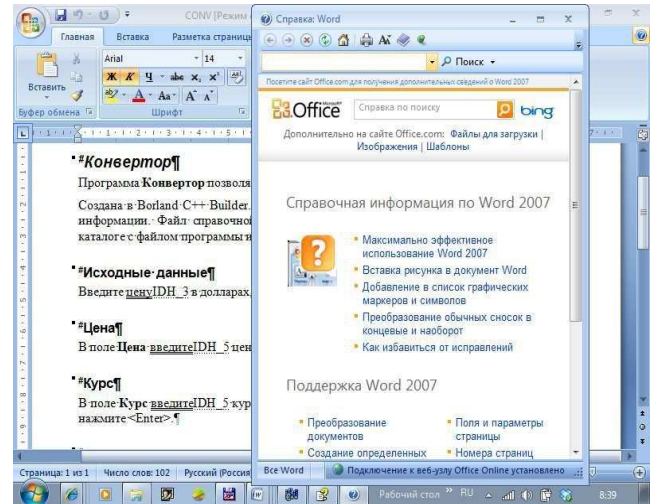 CONV [Режим
Справка: Word
Главная Вставка Разметка страницы
Arial 14
Вставить
Ж К Ч abc x, x²
Буфер обмена Шрифт
Поиск
Посетите сайт Office.com для получения дополнительных сведений о Word 2007
Office Справка по поиску bing
Дополнительно на сайте Office.com: Файлы для загрузки |
Изображения | Шаблоны
#Конвертор¶
Программа Конвертор позволя
Создана в Borland C++ Builder.
информации. Файл справочной
каталоге с файлом программы и
#Исходные данные¶
Введите ценуIDH_3 в долларах,
#Цена¶
В поле Цена введитеIDH_5 цен
#Курс¶
В поле Курс введитеIDH_5 кур
нажмите <Enter>.¶
Справочная информация по Word 2007
Максимально эффективное
использование Word 2007
Вставка рисунка в документ Word
Добавление в список графических
маркеров и символов
Преобразование обычных сносок в
концевые и наоборот
Как избавиться от исправлений
Поддержка Word 2007
Преобразование
документов
Создание определенных
Поля и параметры
страницы
Номера страниц
Страница: 1 из 1 Число слов: 102 Русский (Россия
Все Word Подключение к веб-узлу Office Online установлено
Рабочий стол » RU 8:39